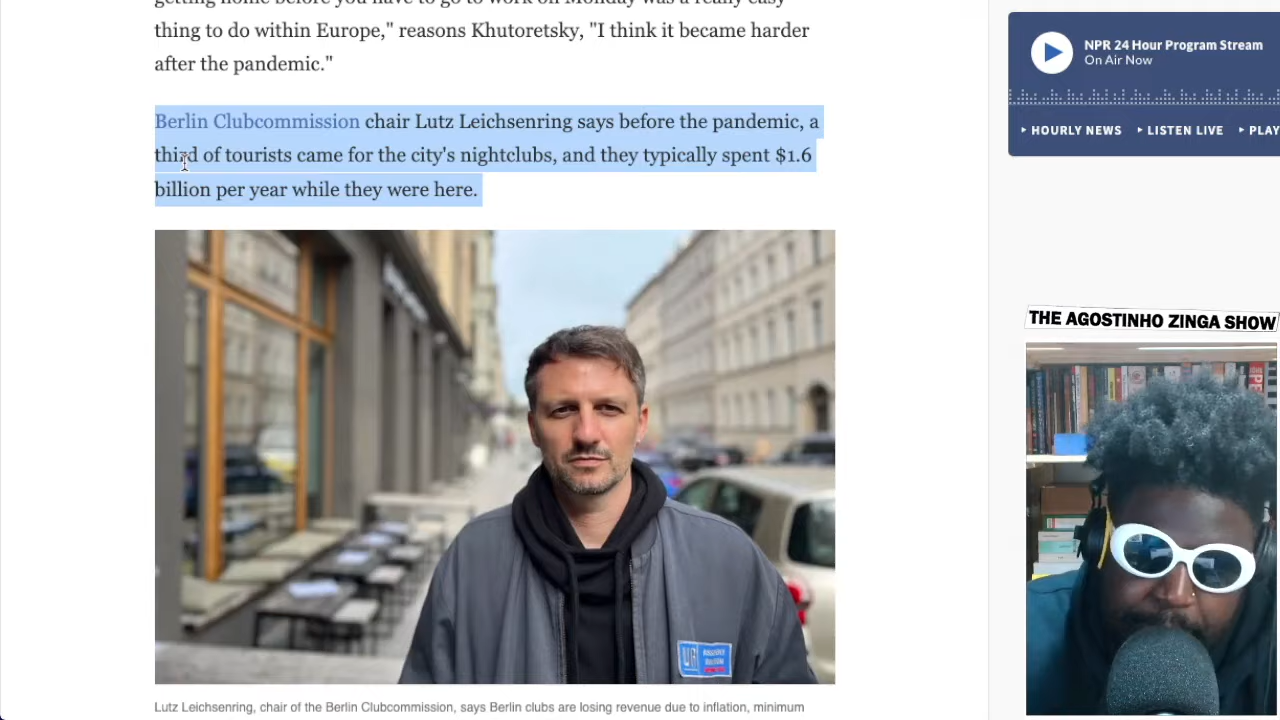 getting home before you have to go to work on Monday was a really easy
thing to do within Europe," reasons Khutoretsky, "I think it became harder
after the pandemic."
Berlin Clubcommission chair Lutz Leichsenring says before the pandemic, a
third of tourists came for the city's nightclubs, and they typically spent $1.6
billion per year while they were here.
Lutz Leichsenring, chair of the Berlin Clubcommission, says Berlin clubs are losing revenue due to inflation, minimum
NPR 24 Hour Program Stream
On Air Now
HOURLY NEWS
LISTEN LIVE
PLAY
THE AGOSTINHO ZINGA SHOW